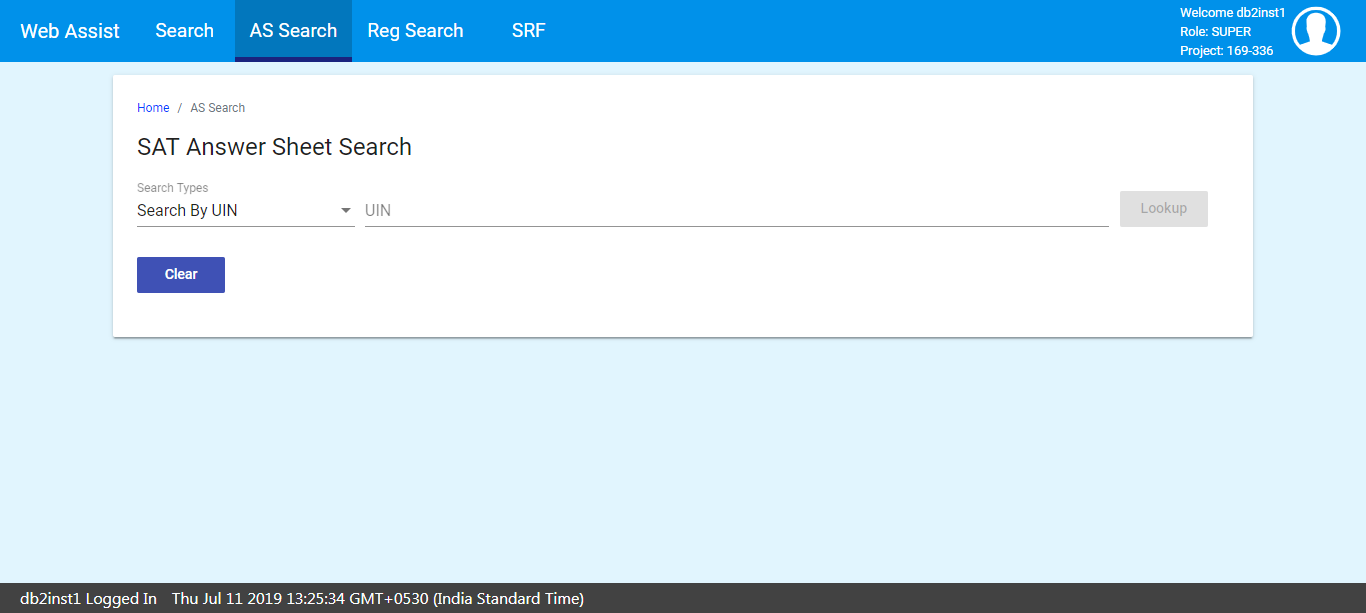 Web Assist Search AS Search Reg Search SRF
Welcome db2inst1
Role: SUPER
Project: 169-336
Home / AS Search
SAT Answer Sheet Search
Search Types
Search By UIN UIN Lookup
Clear
db2inst1 Logged In Thu Jul 11 2019 13:25:34 GMT+0530 (India Standard Time)